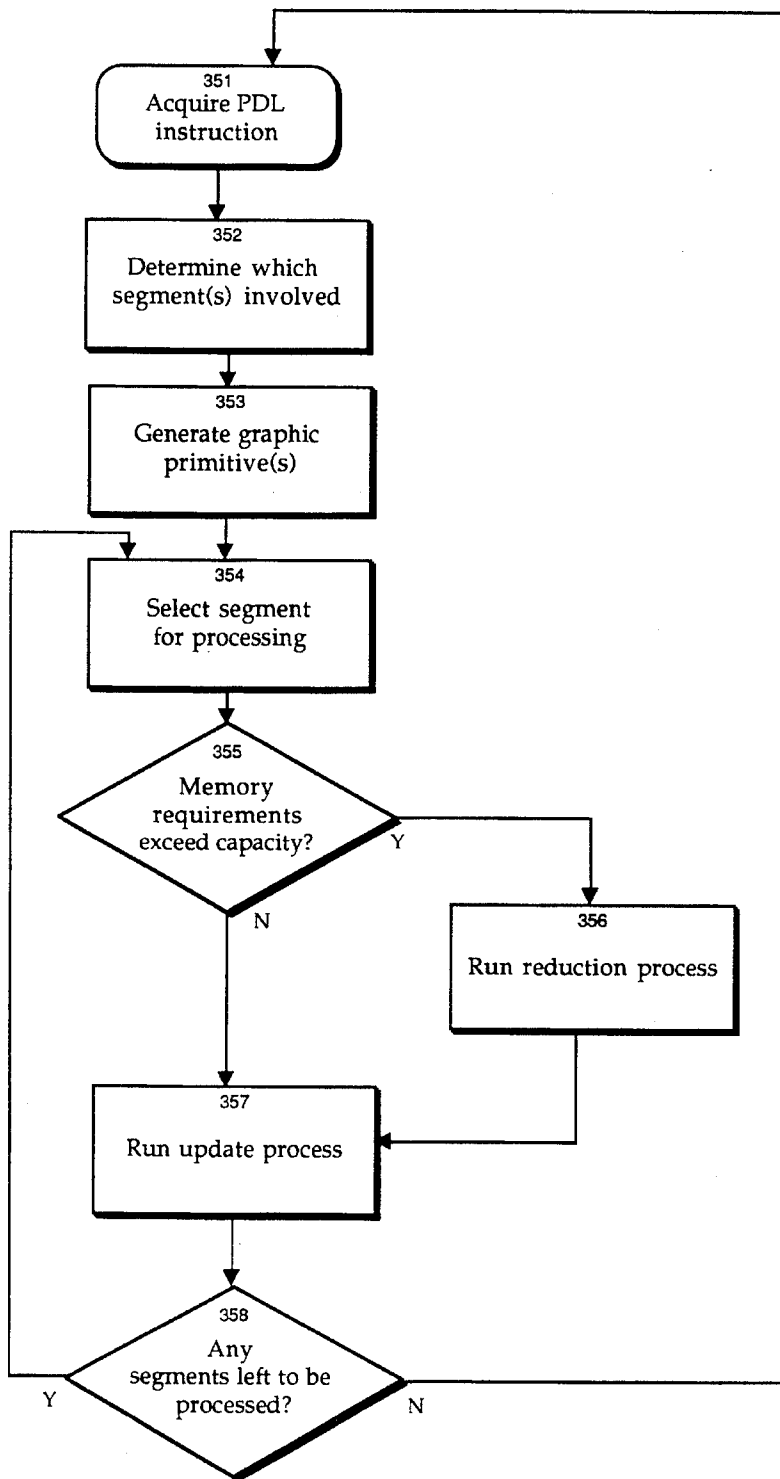 351
Acquire PDL
instruction
352
Determine which
segment(s) involved
353
Generate graphic
primitive(s)
354
Select segment
for processing
355
Memory
requirements
exceed capacity?
Y
N
356
Run reduction process
357
Run update process
358
Any
segments left to be
processed?
Y
N